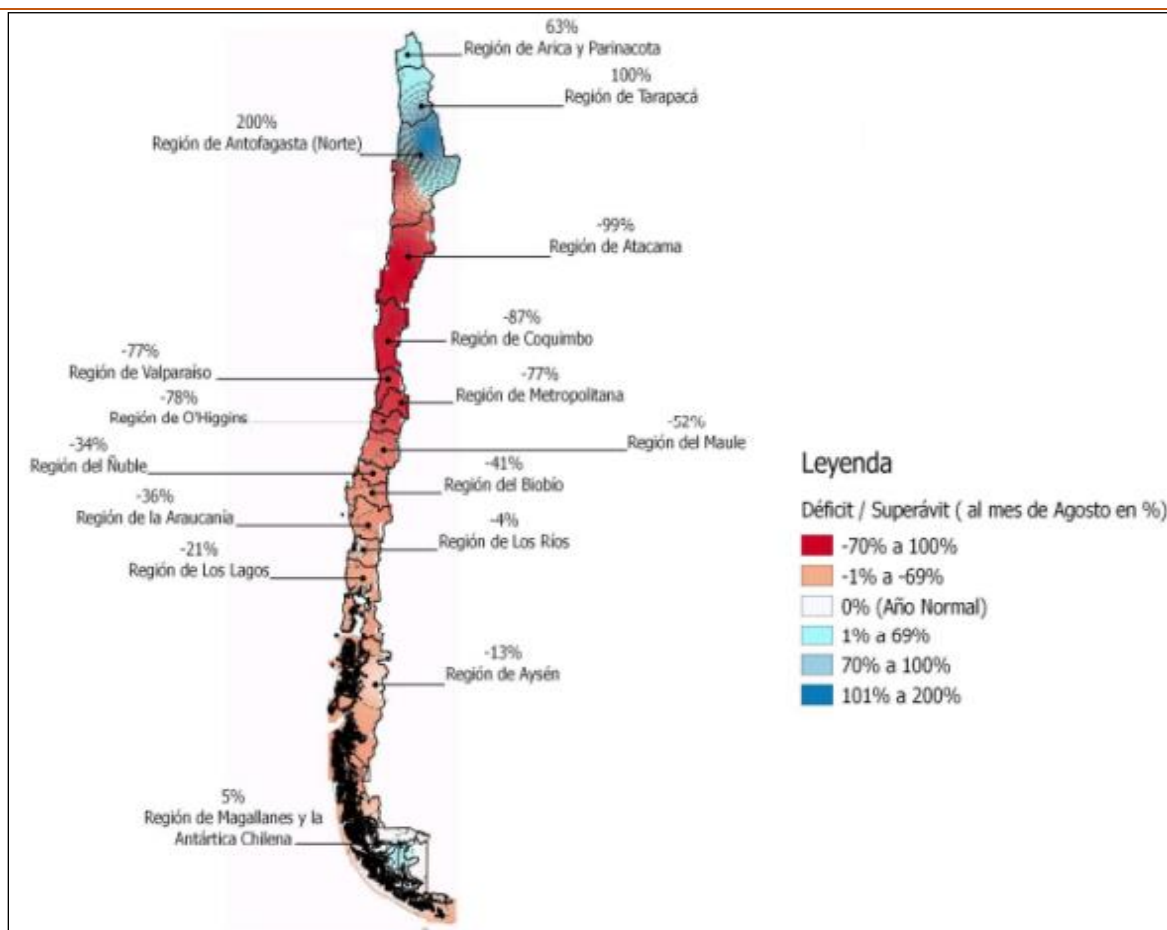 63%
Región de Arica y Parinacota
100%
Región de Tarapacá
200%
Región de Antofagasta (Norte)
-99%
Región de Atacama
-87%
Región de Coquimbo
-77%
Región de Valparaíso
-77%
Región de Metropolitana
-78%
Región de O'Higgins
-52%
Región del Maule
-34%
Región del Ñuble
-41%
Región del Biobío
-36%
Región de la Araucanía
-4%
Región de Los Ríos
-21%
Región de Los Lagos
-13%
Región de Aysén
5%
Región de Magallanes y la
Antártica Chilena
Leyenda
Déficit / Superávit ( al mes de Agosto en %)
-70% a 100%
-1% a -69%
0% (Año Normal)
1% a 69%
70% a 100%
101% a 200%